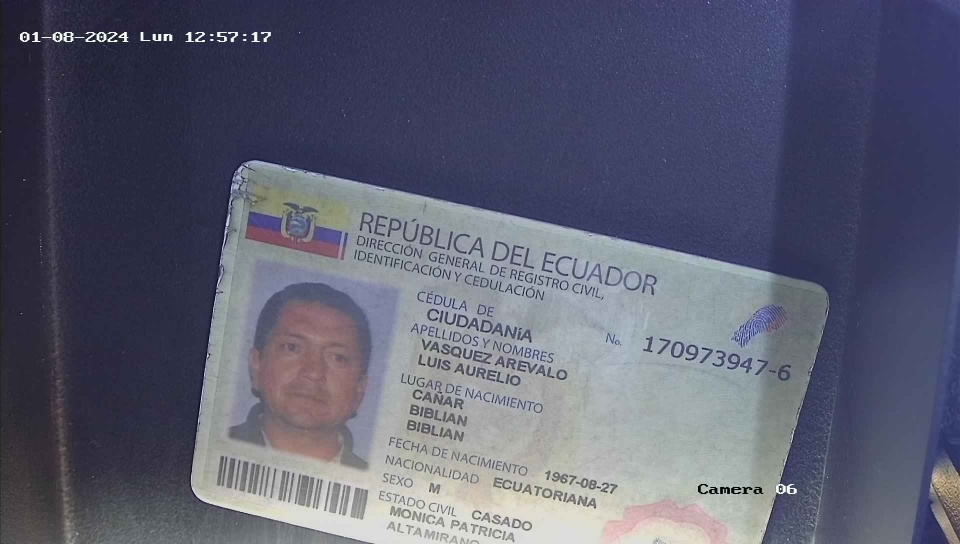 01-08-2024 Lun 12:57:17
REPÚBLICA DEL ECUADOR
DIRECCIÓN GENERAL DE REGISTRO CIVIL,
IDENTIFICACIÓN Y CEDULACIÓN
CÉDULA DE
CIUDADANÍA
No. 170973947-6
APELLIDOS Y NOMBRES
VASQUEZ AREVALO
LUIS AURELIO
LUGAR DE NACIMIENTO
CAÑAR
BIBLIAN
BIBLIAN
FECHA DE NACIMIENTO 1967-08-27
NACIONALIDAD ECUATORIANA
SEXO M
ESTADO CIVIL CASADO
MONICA PATRICIA
ALTAMIRANO
Camera 06